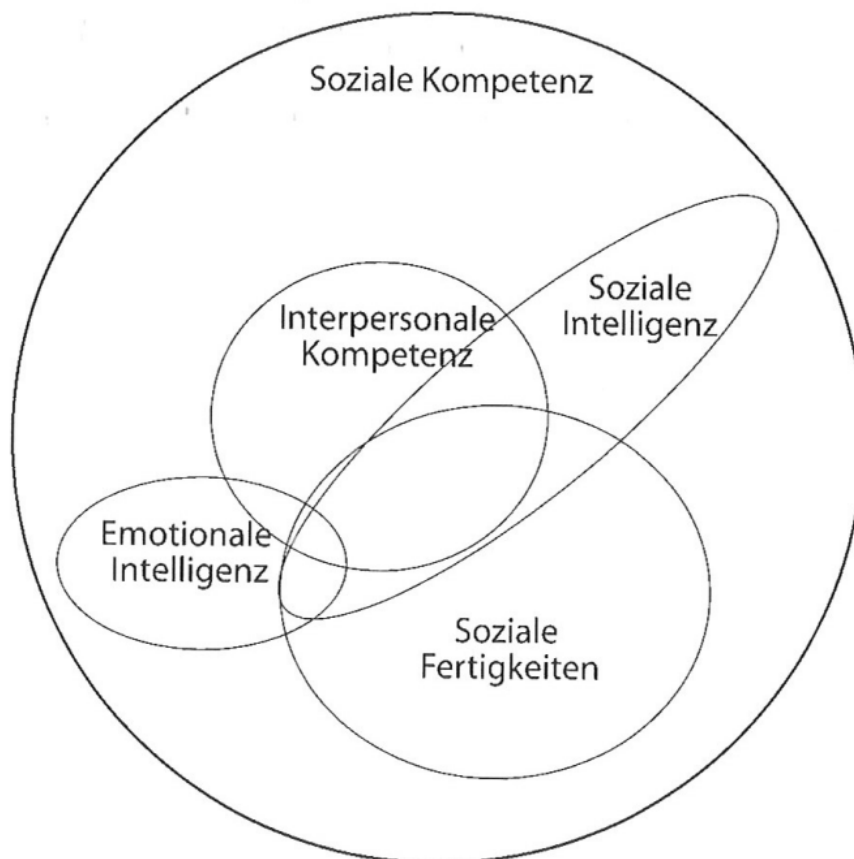 Soziale Kompetenz
Soziale
Intelligenz
Interpersonale
Kompetenz
Emotionale
Intelligenz
Soziale
Fertigkeiten